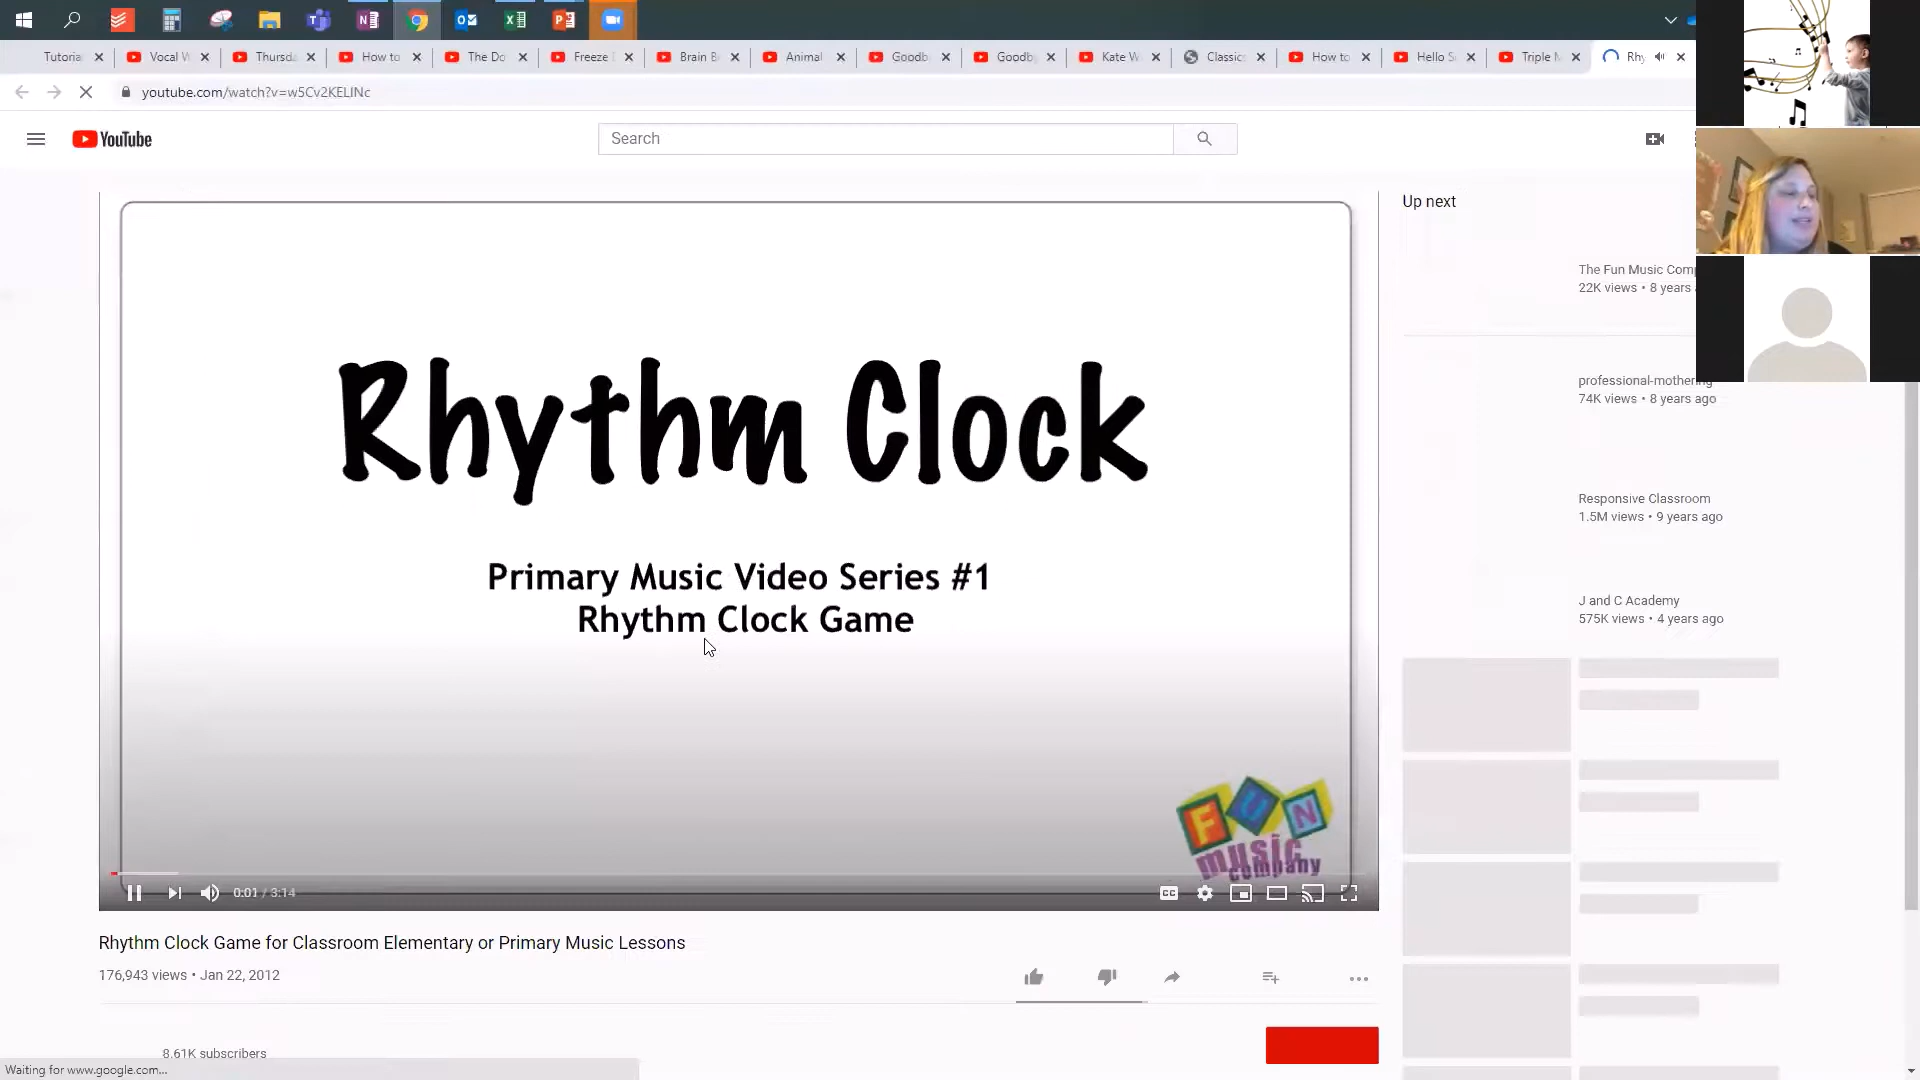 Tutoria
Vocal W
Thursda
How to
The Do
Freeze
Brain B
Animal
Goodb
Goodb
Kate W
Classic
How to
Hello S
Triple M
Rhy
youtube.com/watch?v=w5Cv2KELINc
YouTube
Search
Up next
The Fun Music Com
22K views • 8 years
professional-mothering
74K views • 8 years ago
Responsive Classroom
1.5M views • 9 years ago
J and C Academy
575K views • 4 years ago
Rhythm Clock
Primary Music Video Series #1
Rhythm Clock Game
FUN
music
company
0:01 / 3:14
CC
Rhythm Clock Game for Classroom Elementary or Primary Music Lessons
176,943 views • Jan 22, 2012
8.61K subscribers
Waiting for www.google.com...